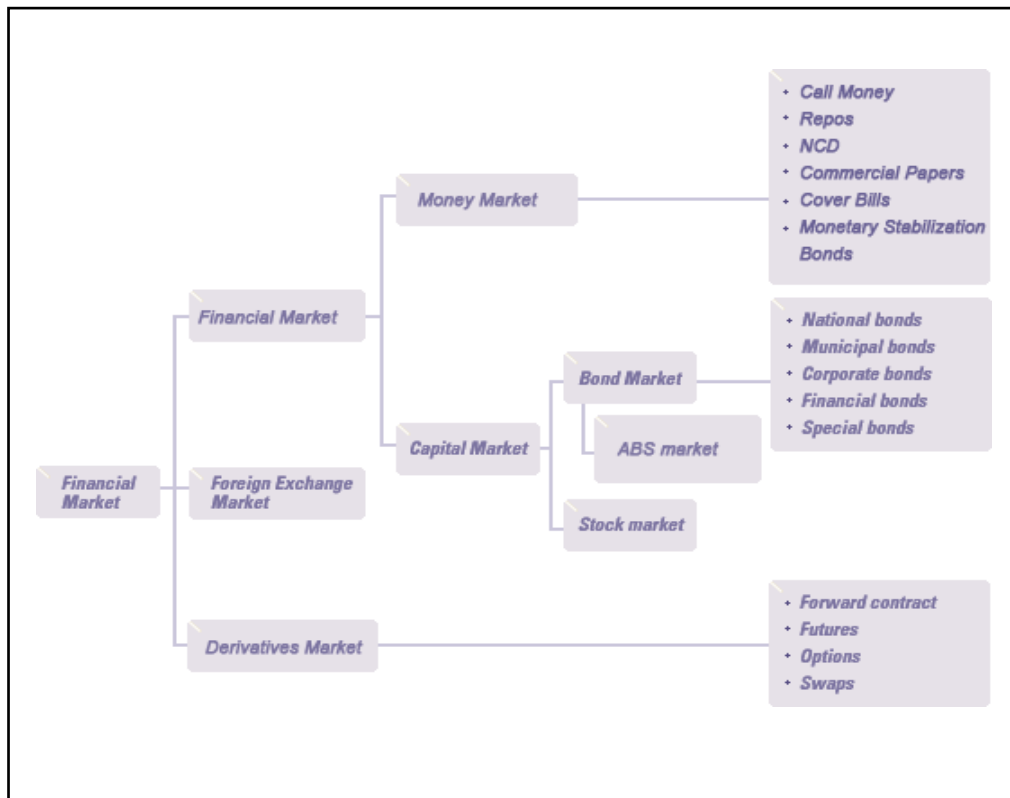 Call Money
Repos
NCD
Commercial Papers
Cover Bills
Monetary Stabilization
Bonds
Money Market
Financial Market
National bonds
Municipal bonds
Corporate bonds
Financial bonds
Special bonds
Bond Market
Capital Market
ABS market
Financial
Market
Foreign Exchange
Market
Stock market
Derivatives Market
Forward contract
Futures
Options
Swaps